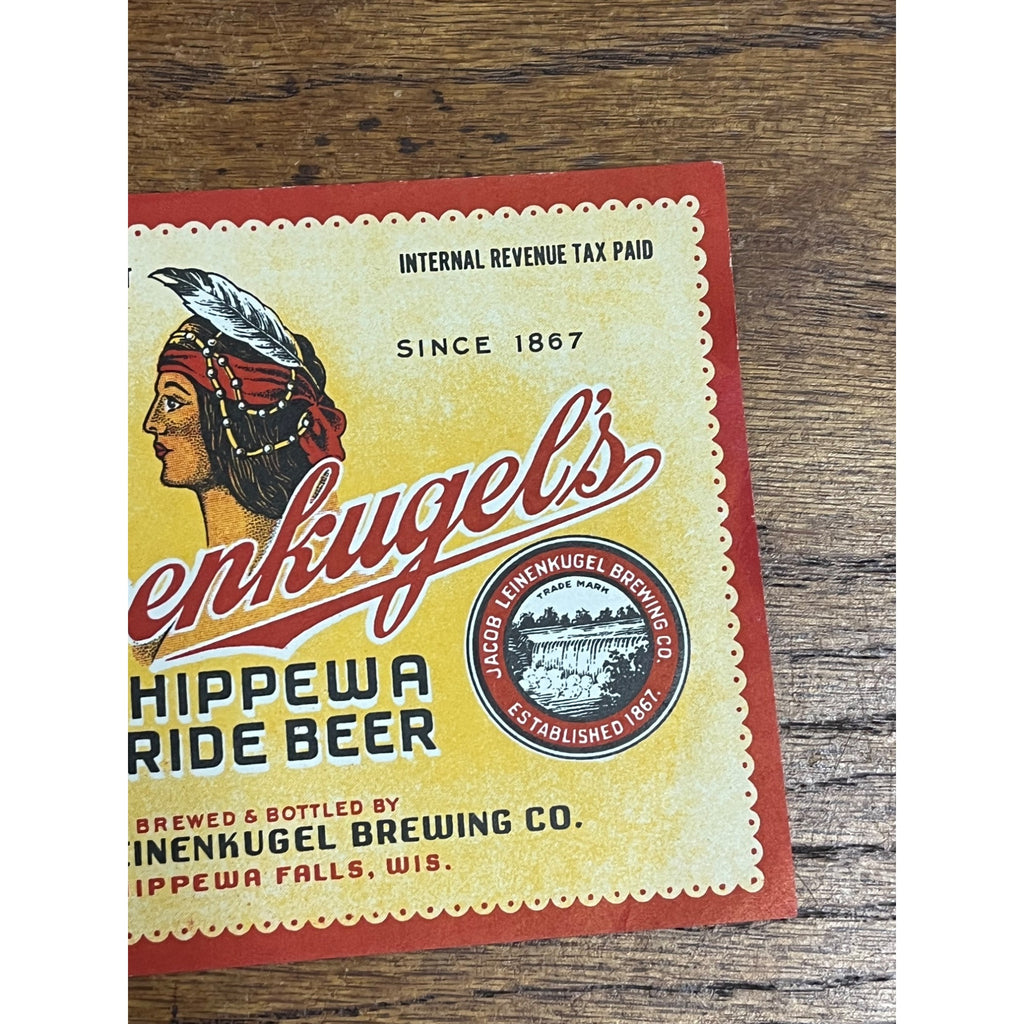 T
INTERNAL REVENUE TAX PAID
SINCE 1867
enkugel's
HIPPEWA
RIDE BEER
JACOB LEINENKUGEL BREWING CO.
TRADE MARK
ESTABLISHED 1867.
BREWED & BOTTLED BY
EINENKUGEL BREWING CO.
HIPPEWA FALLS, WIS.